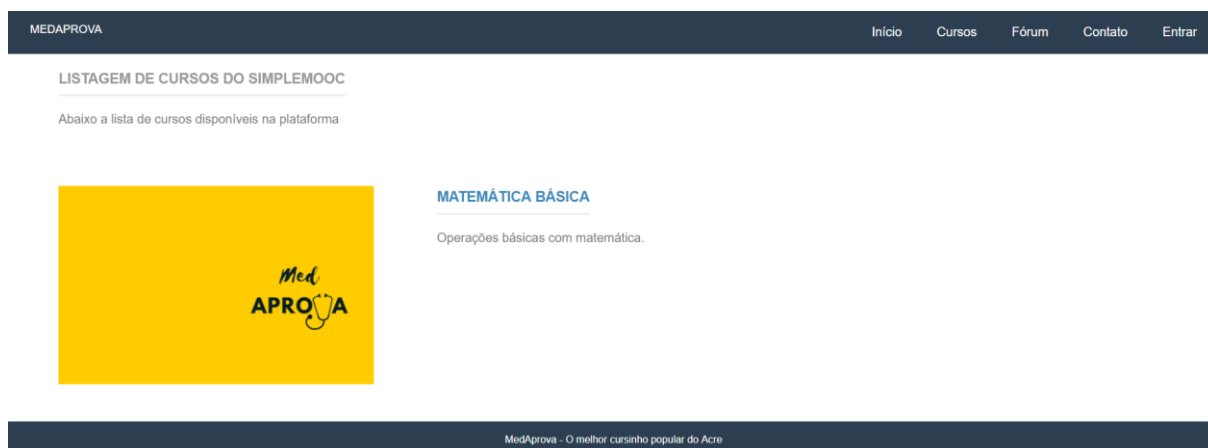 MEDAPROVA
Início Cursos Fórum Contato Entrar
LISTAGEM DE CURSOS DO SIMPLEMOOC
Abaixo a lista de cursos disponíveis na plataforma
MATEMÁTICA BÁSICA
Operações básicas com matemática.
Med
APROVA
MedAprova - O melhor cursinho popular do Acre